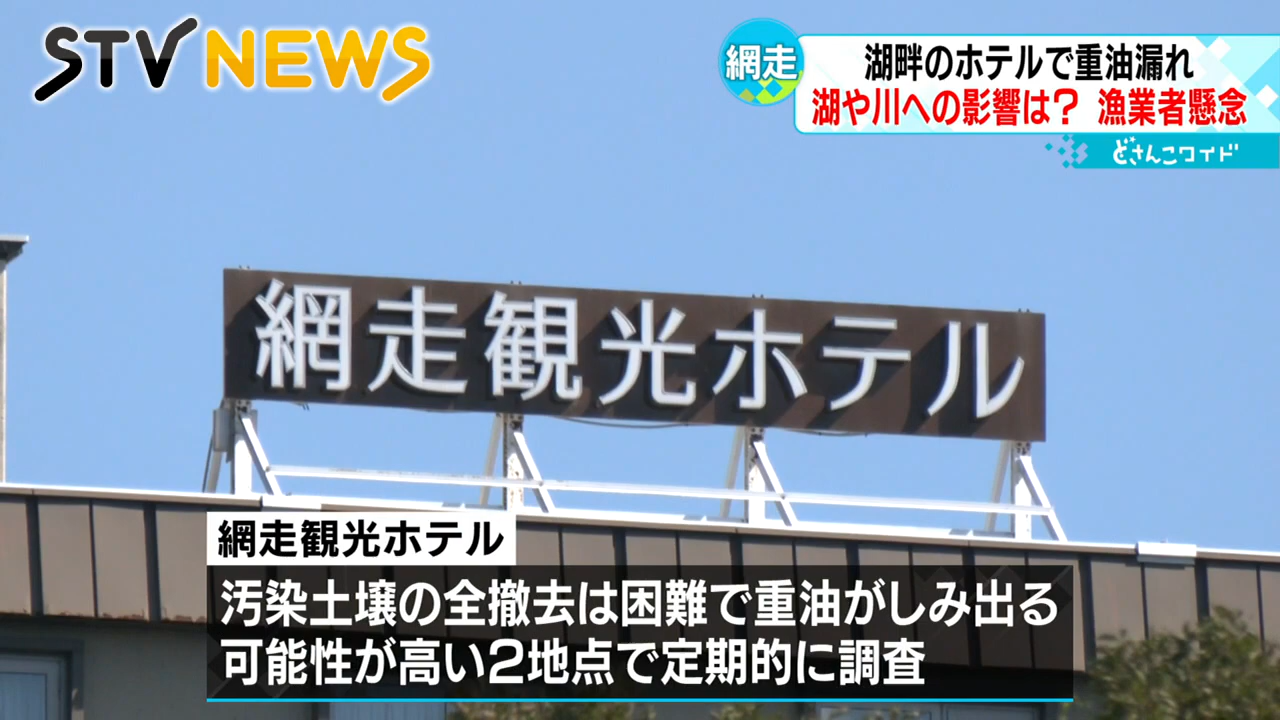 STV NEWS
網走
湖畔のホテルで重油漏れ
湖や川への影響は？ 漁業者懸念
どさんこワイド
網走観光ホテル
網走観光ホテル
汚染土壌の全撤去は困難で重油がしみ出る
可能性が高い2地点で定期的に調査